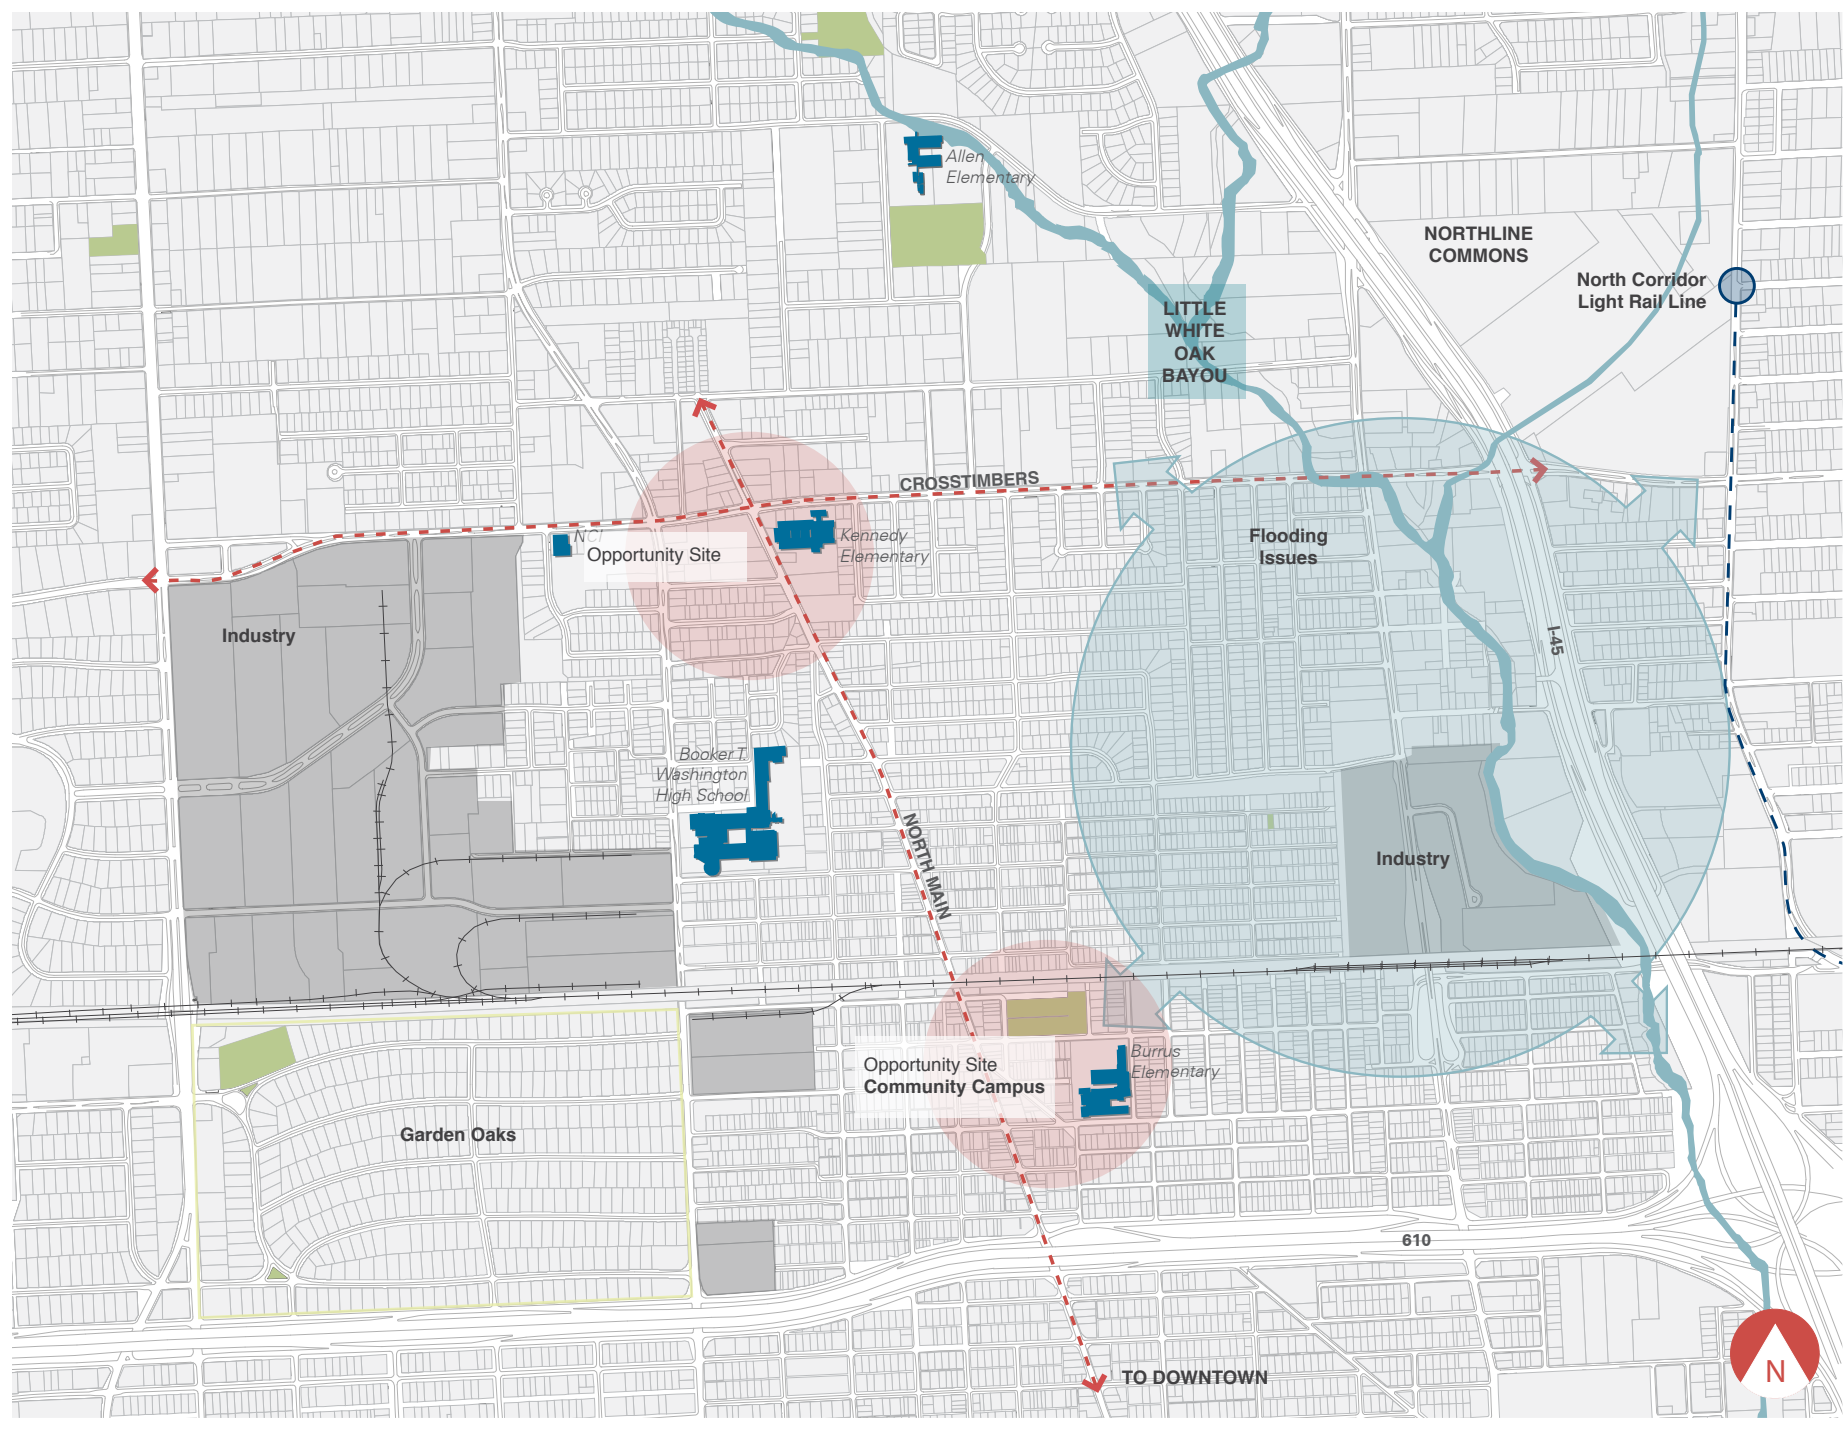 Allen
Elementary
NORTHLINE
COMMONS
North Corridor
Light Rail Line
LITTLE
WHITE
OAK
BAYOU
CROSSTIMBERS
NCI
Opportunity Site
Kennedy
Elementary
Flooding
Issues
Industry
I-45
Booker T.
Washington
High School
NORTH MAIN
Industry
Opportunity Site
Community Campus
Burrus
Elementary
Garden Oaks
610
TO DOWNTOWN
N